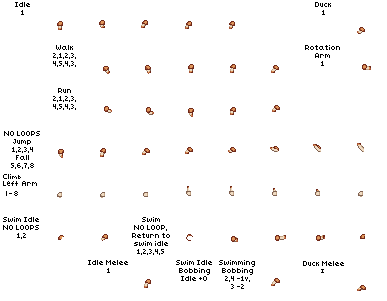 Idle
1
Duck
1
Walk
2,1,2,3,
4,5,4,3,
Rotation
Arm
1
Run
2,1,2,3,
4,5,4,3,
NO LOOPS
Jump
1,2,3,4
Fall
5,6,7,8
Climb
Left Arm
1-8
Swim Idle
NO LOOPS
1,2
Swim
NO LOOP,
Return to
swim idle
1,2,3,4,5
Swim Idle
Bobbing
Idle +0
Swimming
Bobbing
2,4 -1v,
3 -2
Idle Melee
1
Duck Melee
1